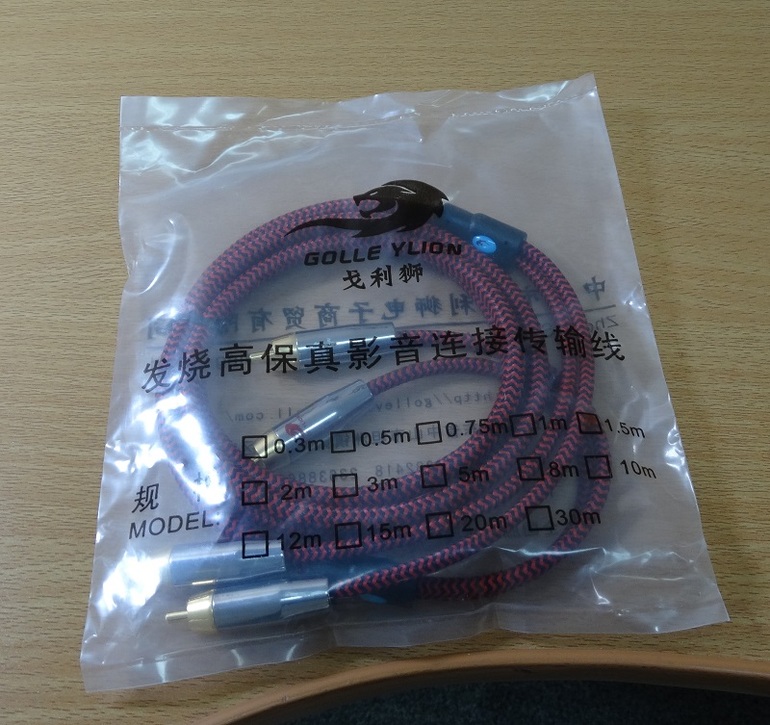 GOLLE YLION
戈利狮
发烧高保真影音连接传输线
0.3m 0.5m 0.75m 1m 1.5m
规
MODEL: 2m 3m 5m 8m 10m
12m 15m 20m 30m